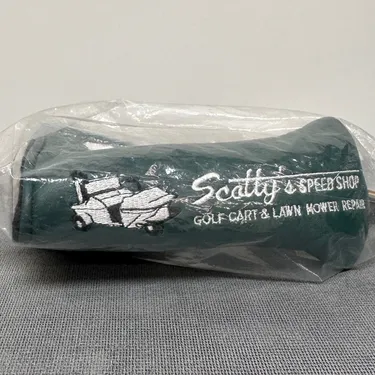 Scotty's SPEED SHOP
GOLF CART & LAWN MOWER REPAIR